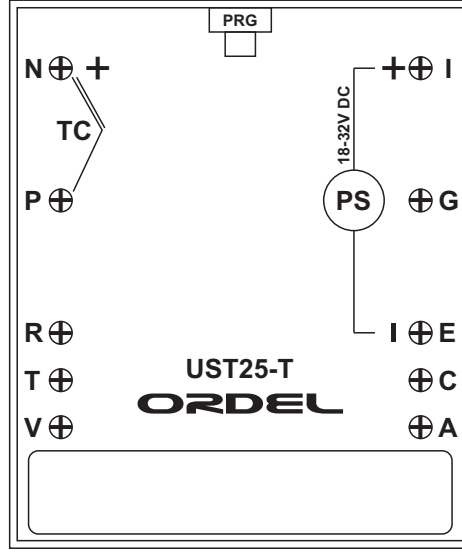 PRG
N + + I
TC
18-32V DC
P PS G
R I E
T UST25-T C
ORDEL
V A